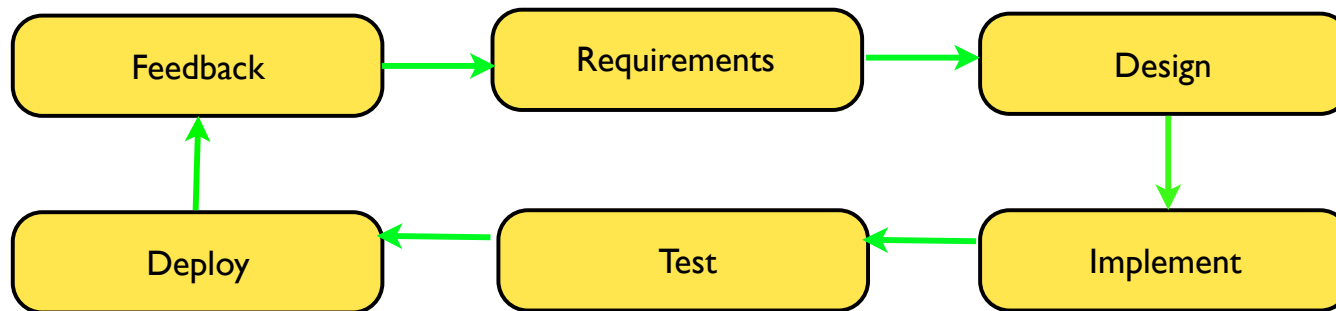 Feedback
Requirements
Design
Deploy
Test
Implement